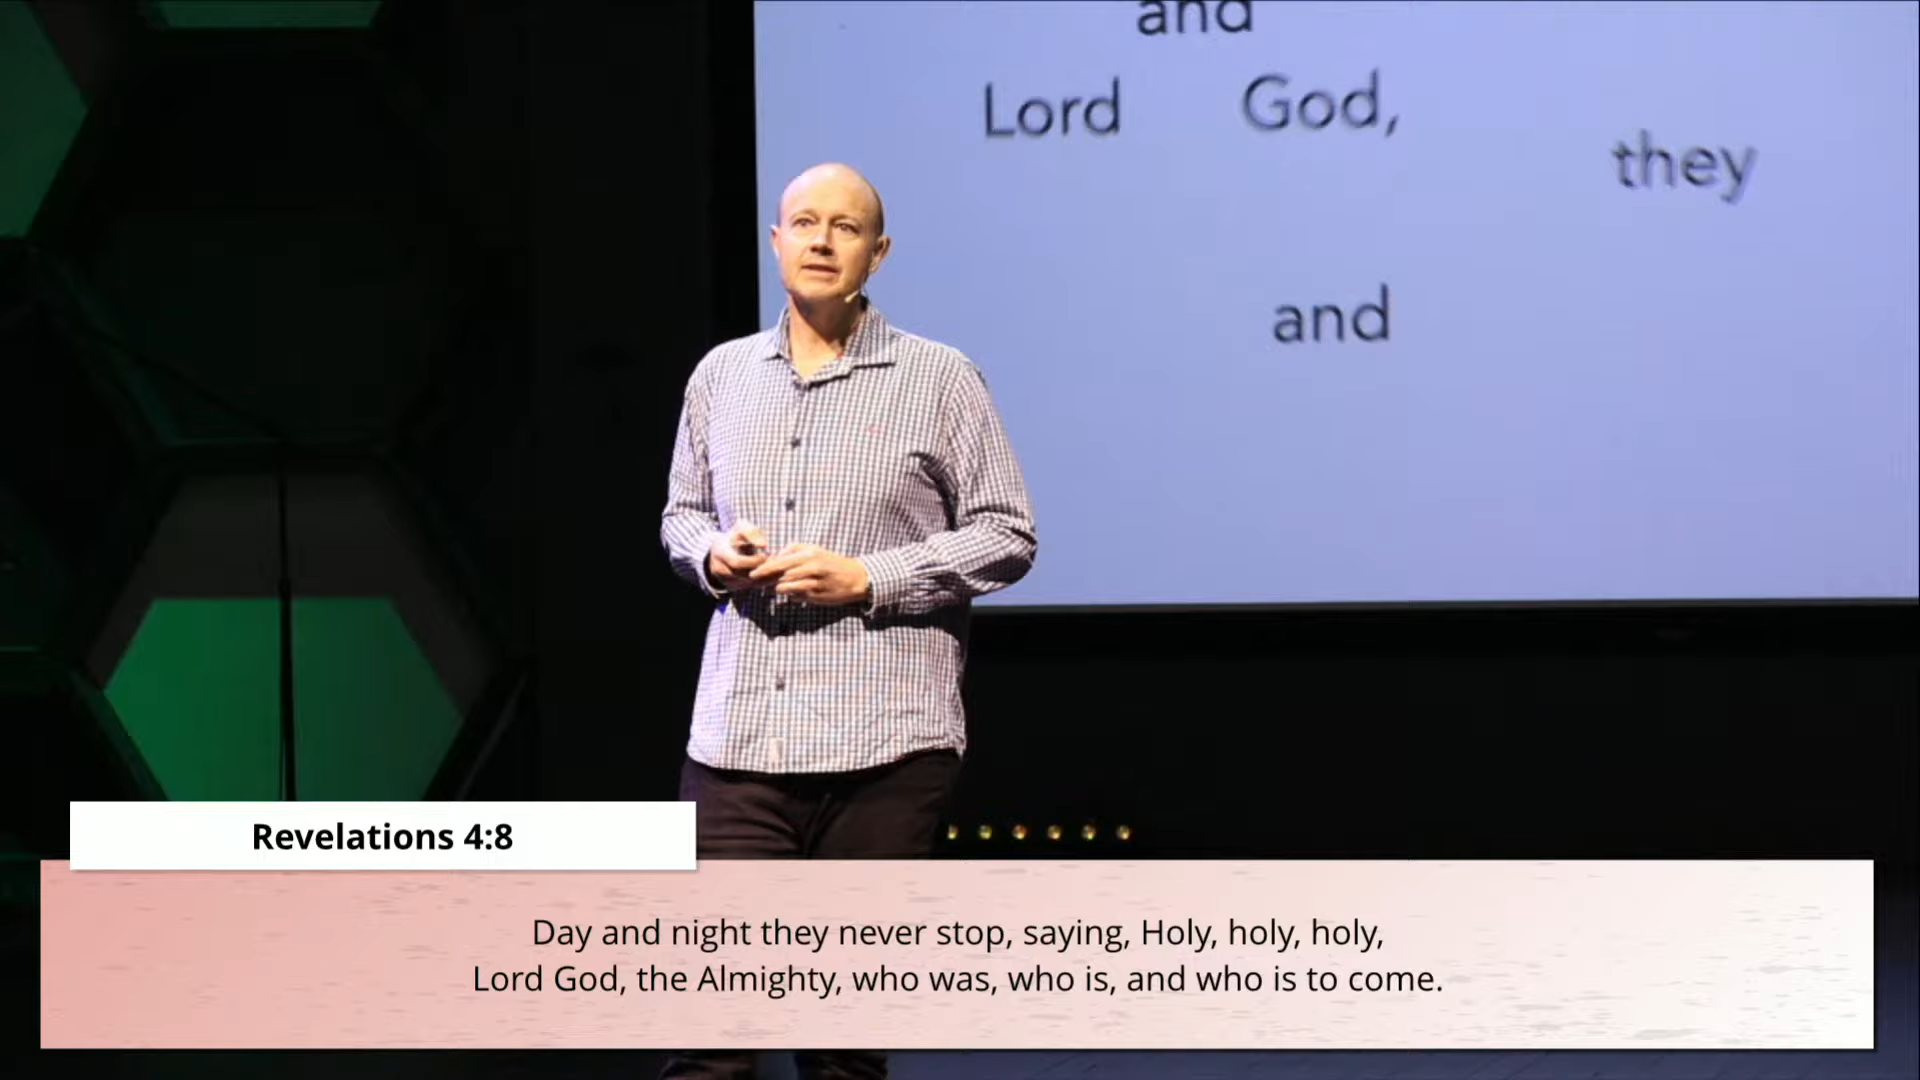 and
Lord God,
they
and
Revelations 4:8
Day and night they never stop, saying, Holy, holy, holy,
Lord God, the Almighty, who was, who is, and who is to come.